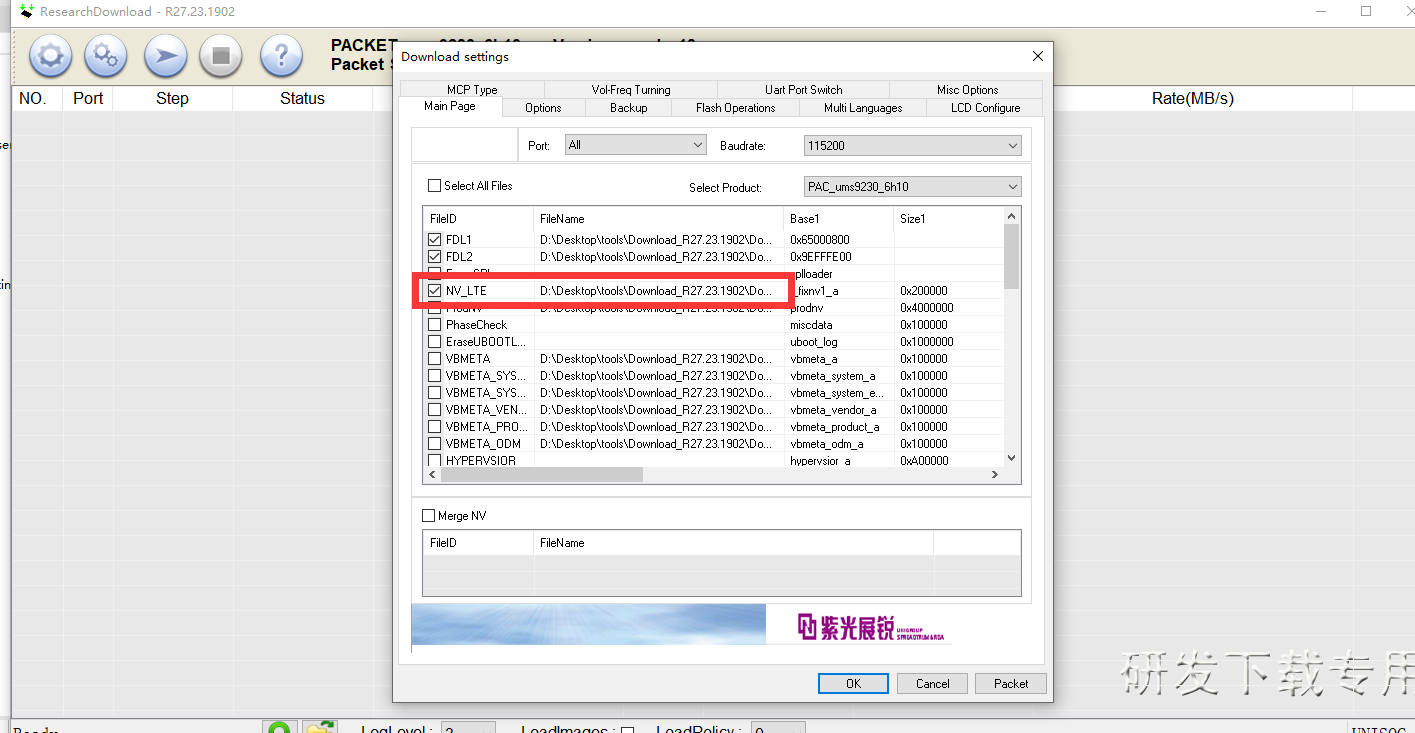 ResearchDownload - R27.23.1902
PACKET
Packet
Download settings
NO. Port Step Status Rate(MB/s)
MCP Type Vol-Freq Turning Uart Port Switch Misc Options
Main Page Options Backup Flash Operations Multi Languages LCD Configure
Port: All Baudrate: 115200
Select All Files Select Product: PAC_ums9230_6h10
FileID FileName Base1 Size1
FDL1 D:\Desktop\tools\Download_R27.23.1902\Do... 0x65000800
FDL2 D:\Desktop\tools\Download_R27.23.1902\Do... 0x9EFFFE00
plloader
NV_LTE D:\Desktop\tools\Download_R27.23.1902\Do... _fixnv1_a 0x200000
ProdNV D:\Desktop\tools\Download_R27.23.1902\Do... prodnv 0x4000000
PhaseCheck miscdata 0x100000
EraseUBOOTL... uboot_log 0x1000000
VBMETA D:\Desktop\tools\Download_R27.23.1902\Do... vbmeta_a 0x100000
VBMETA_SYS... D:\Desktop\tools\Download_R27.23.1902\Do... vbmeta_system_a 0x100000
VBMETA_SYS... D:\Desktop\tools\Download_R27.23.1902\Do... vbmeta_system_e... 0x100000
VBMETA_VEN... D:\Desktop\tools\Download_R27.23.1902\Do... vbmeta_vendor_a 0x100000
VBMETA_PRO... D:\Desktop\tools\Download_R27.23.1902\Do... vbmeta_product_a 0x100000
VBMETA_ODM D:\Desktop\tools\Download_R27.23.1902\Do... vbmeta_odm_a 0x100000
HYPERVSIOR hypervsior_a 0xA00000
Merge NV
FileID FileName
紫光展锐 UNIGROUP
SPREADTRUM & RDA
研发下载专用
OK Cancel Packet
Ready LogLevel : 2 LoadImages : LoadPolicy : 0 UNISOC